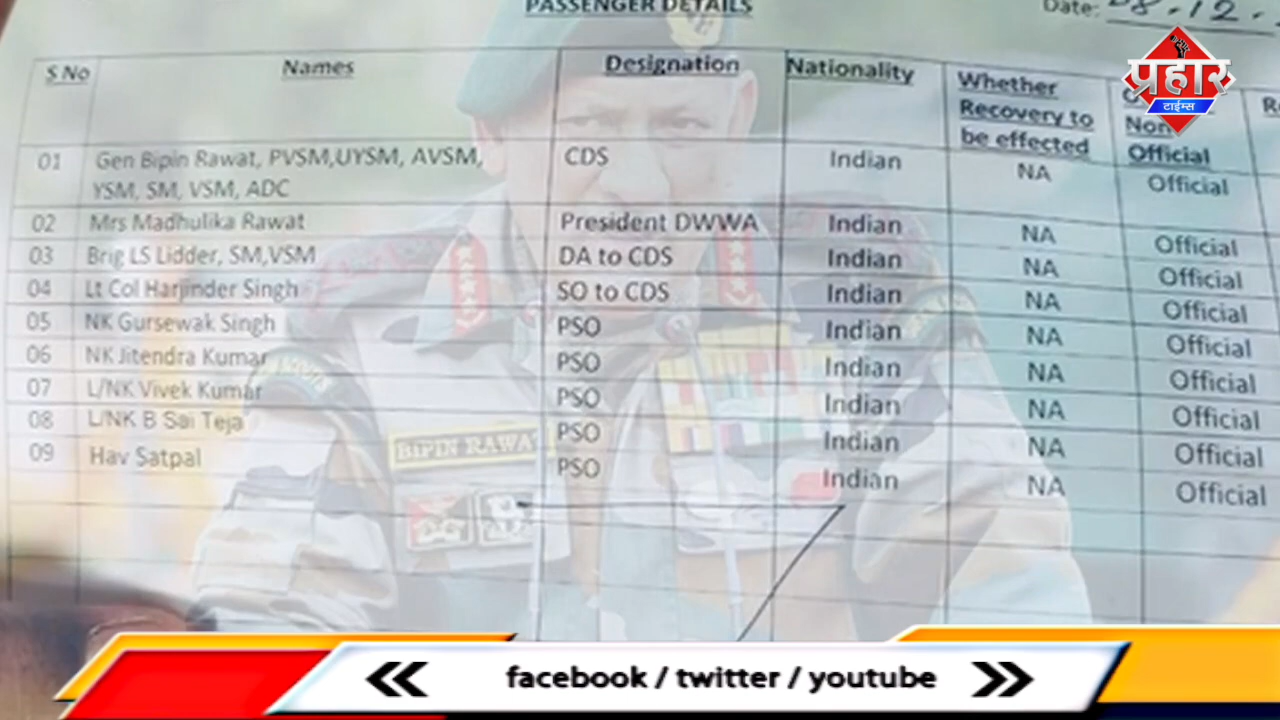 PASSENGER DETAILS
Date: 08.12.
प्रहार
टाईम्स
S No Names Designation Nationality Whether Recovery to be effected Non Official
01 Gen Bipin Rawat, PVSM,UYSM, AVSM, CDS Indian NA Official
YSM, SM, VSM, ADC
02 Mrs Madhulika Rawat President DWWA Indian NA Official
03 Brig LS Lidder, SM,VSM DA to CDS Indian NA Official
04 Lt Col Harjinder Singh SO to CDS Indian NA Official
05 NK Gursewak Singh PSO Indian NA Official
06 NK Jitendra Kumar PSO Indian NA Official
07 L/NK Vivek Kumar PSO Indian NA Official
08 L/NK B Sai Teja PSO Indian NA Official
09 Hav Satpal PSO Indian NA Official
BIPIN RAWAT
facebook / twitter / youtube